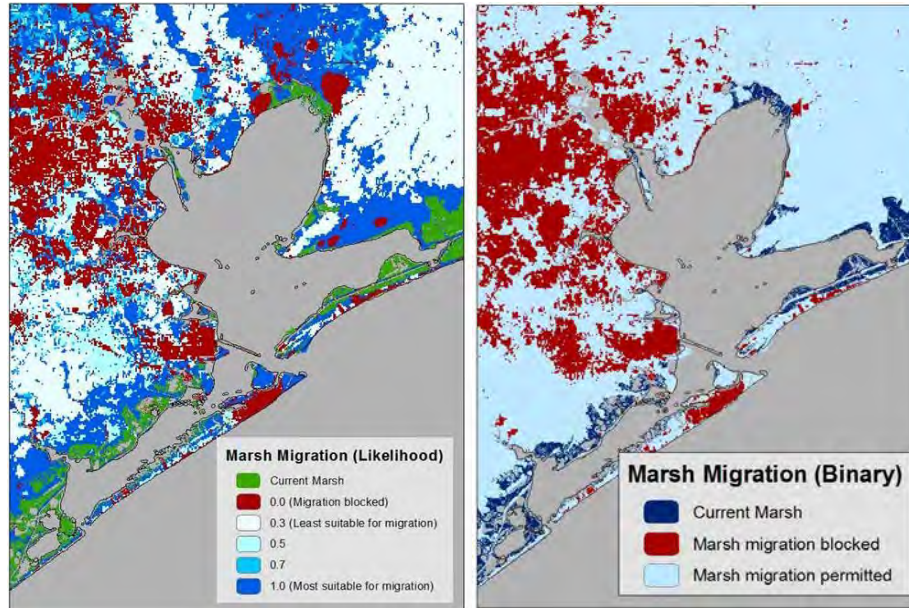 Marsh Migration (Likelihood)
Current Marsh
0.0 (Migration blocked)
0.3 (Least suitable for migration)
0.5
0.7
1.0 (Most suitable for migration)
Marsh Migration (Binary)
Current Marsh
Marsh migration blocked
Marsh migration permitted